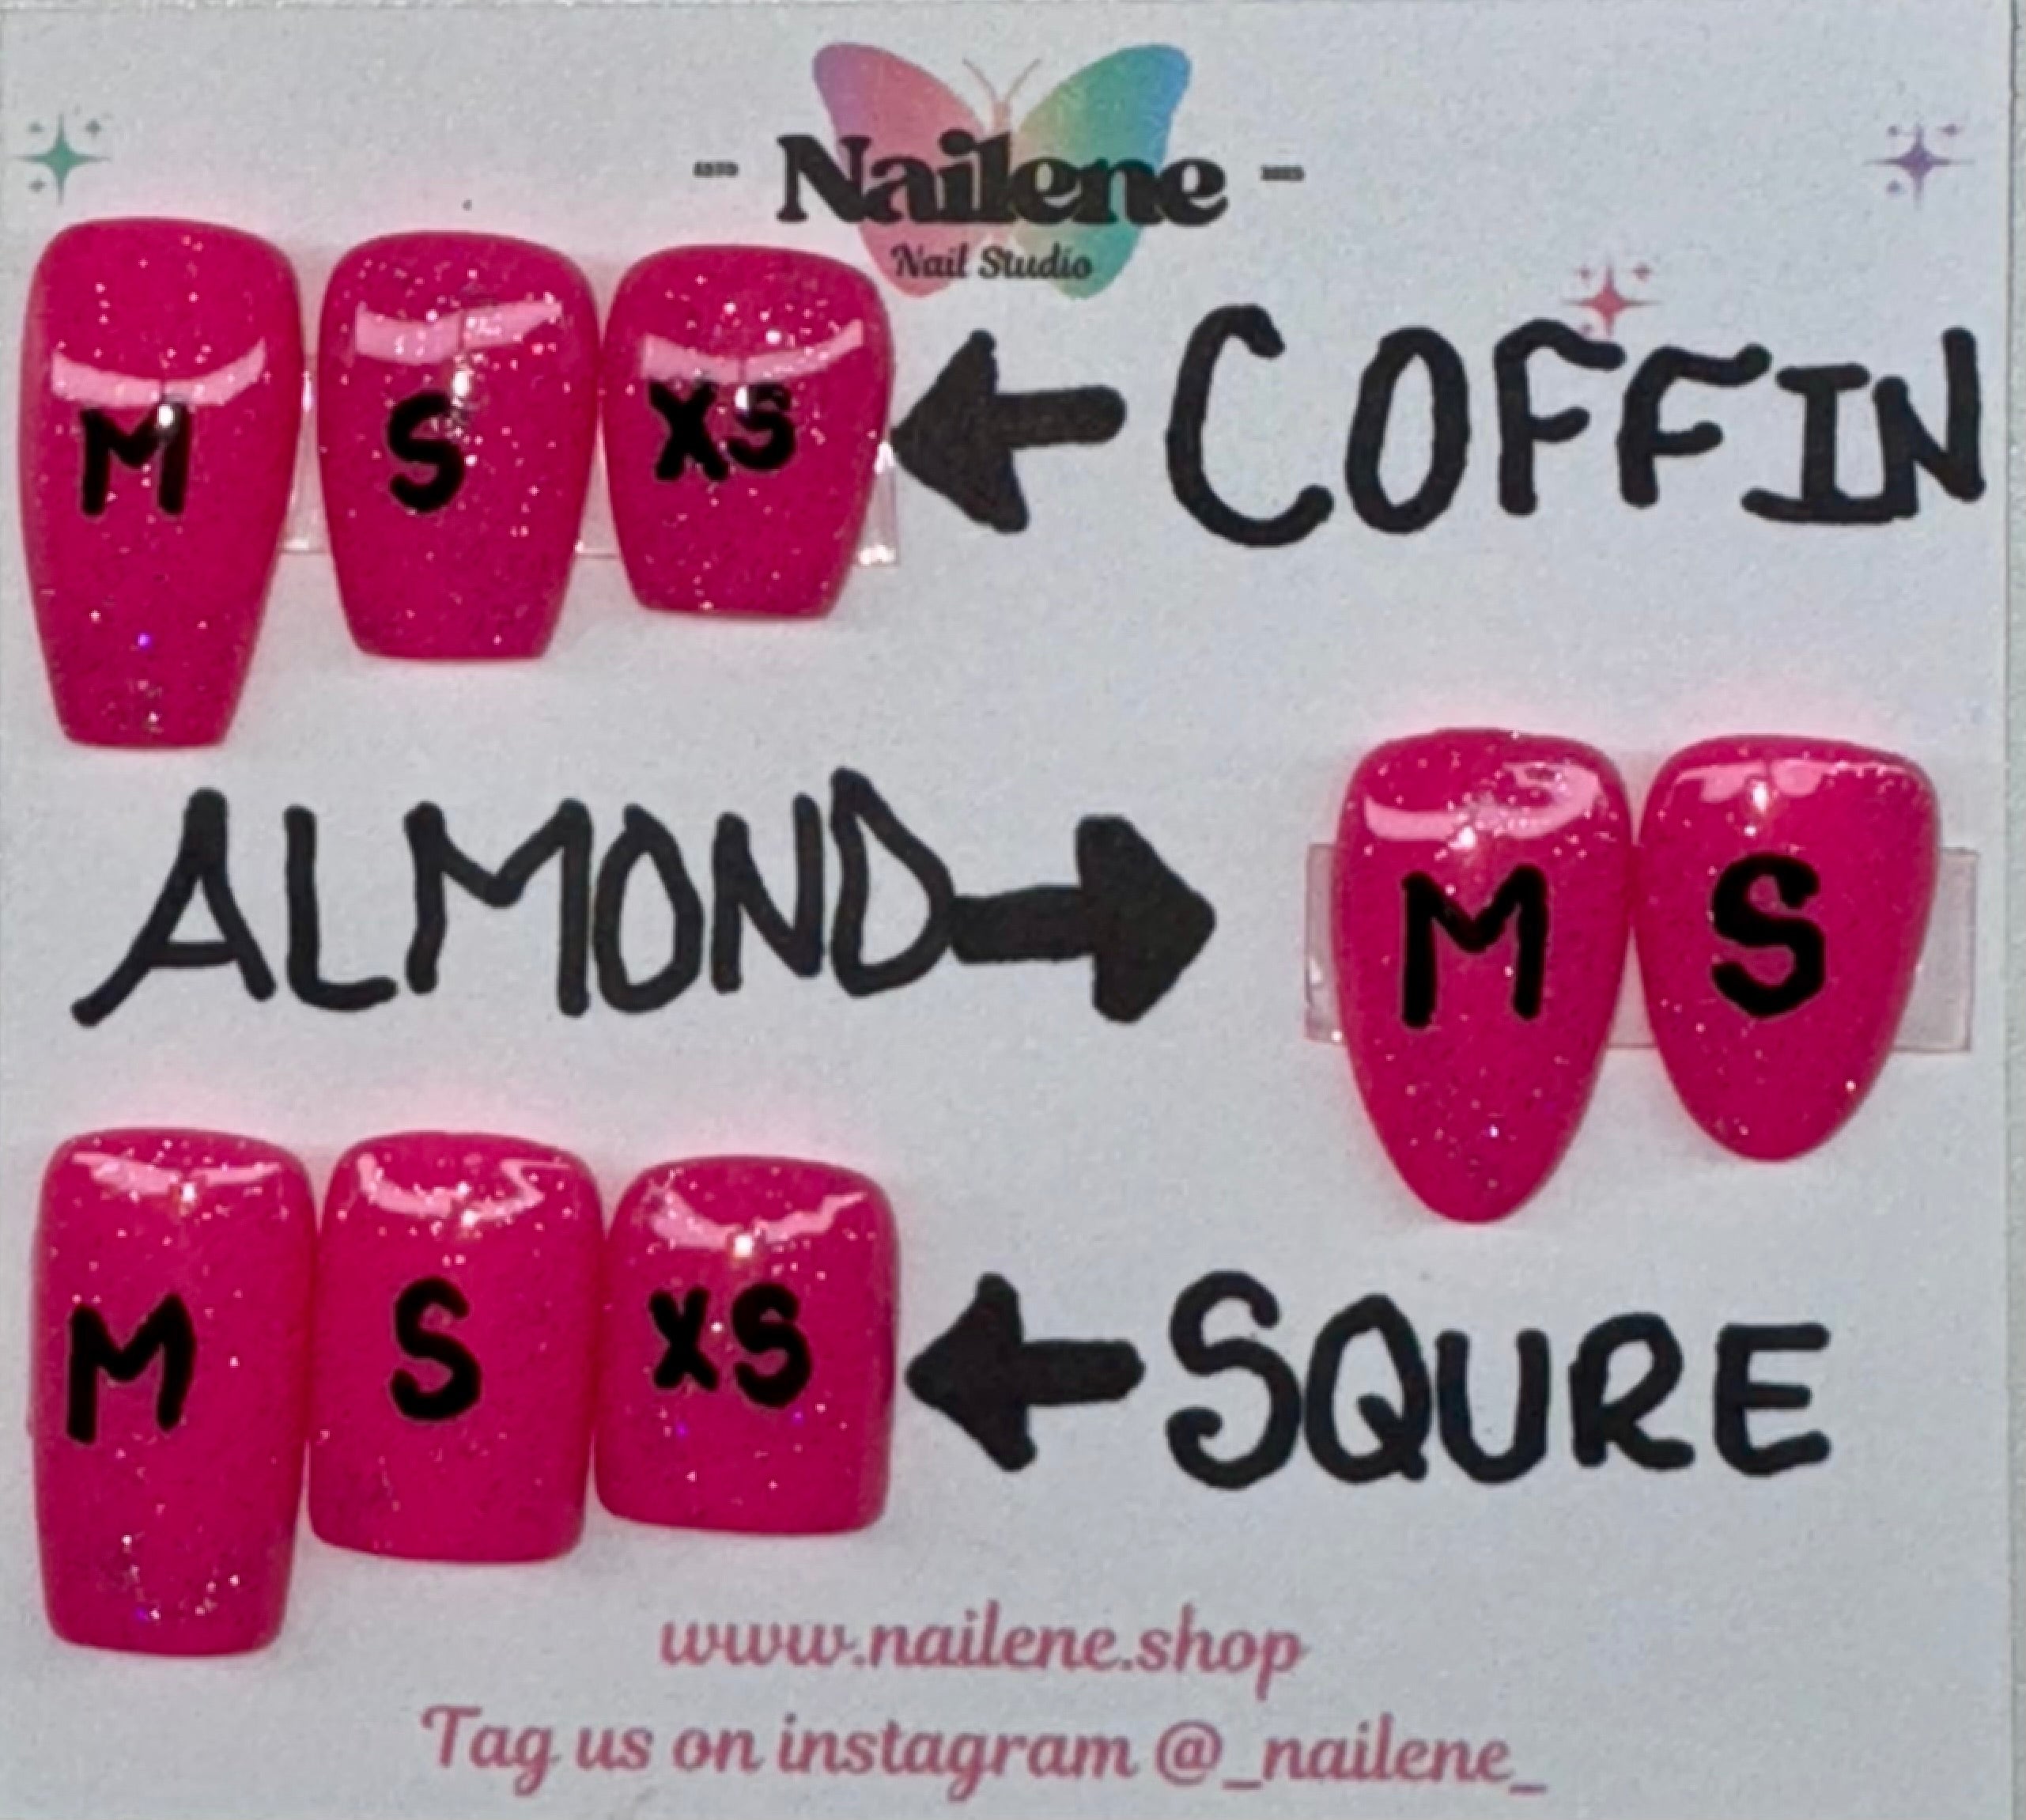 Nailene
Nail Studio
M S XS COFFIN
ALMOND M S
M S XS SQURE
www.nailene.shop
Tag us on instagram @_nailene_